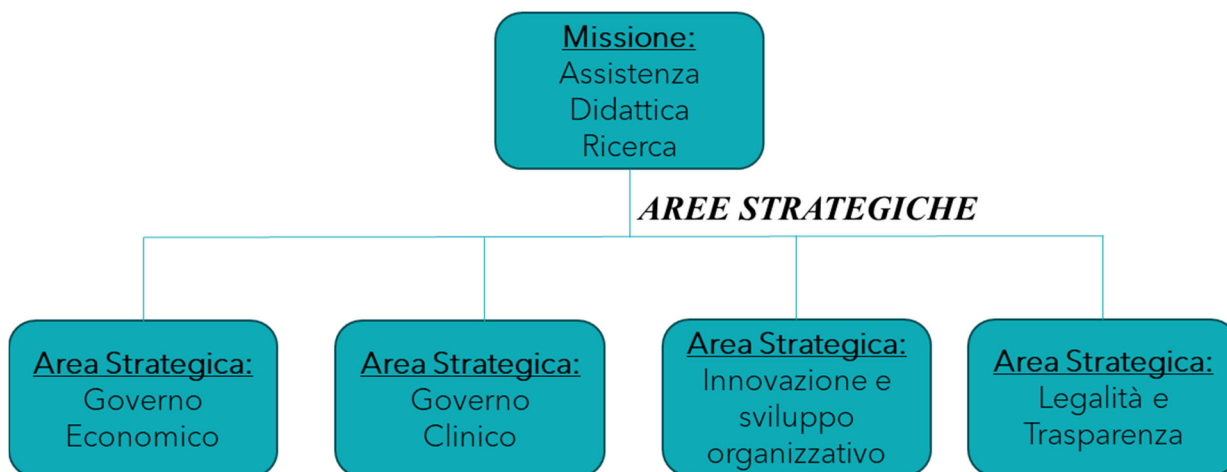 Missione:
Assistenza
Didattica
Ricerca
AREE STRATEGICHE
Area Strategica:
Governo
Economico
Area Strategica:
Governo
Clinico
Area Strategica:
Innovazione e
sviluppo
organizzativo
Area Strategica:
Legalità e
Trasparenza